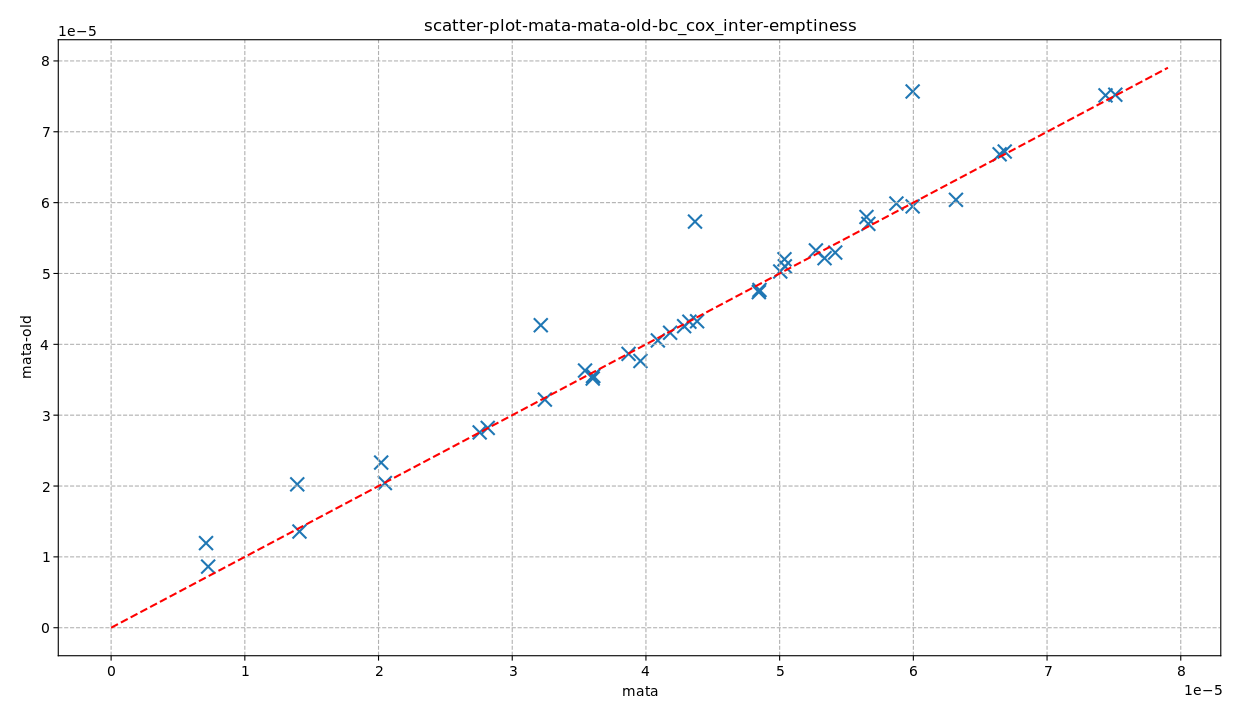 scatter-plot-mata-mata-old-bc_cox_inter-emptiness
1e−5
8
7
6
5
4
3
2
1
0
mata-old
0 1 2 3 4 5 6 7 8
mata
1e−5